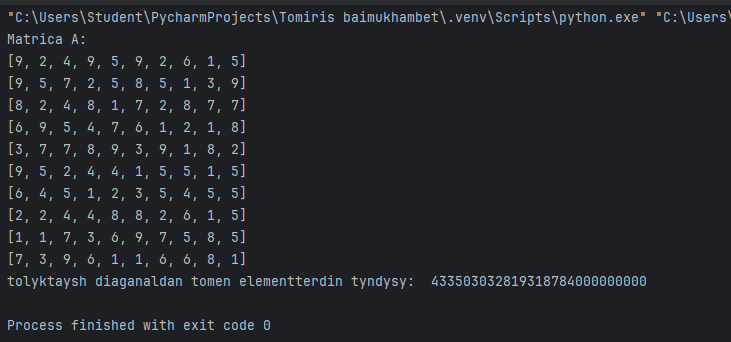 "C:\Users\Student\PycharmProjects\Tomiris baimukhambet\.venv\Scripts\python.exe" "C:\Users\
Matrica A:
[9, 2, 4, 9, 5, 9, 2, 6, 1, 5]
[9, 5, 7, 2, 5, 8, 5, 1, 3, 9]
[8, 2, 4, 8, 1, 7, 2, 8, 7, 7]
[6, 9, 5, 4, 7, 6, 1, 2, 1, 8]
[3, 7, 7, 8, 9, 3, 9, 1, 8, 2]
[9, 5, 2, 4, 4, 1, 5, 5, 1, 5]
[6, 4, 5, 1, 2, 3, 5, 4, 5, 5]
[2, 2, 4, 4, 8, 8, 2, 6, 1, 5]
[1, 1, 7, 3, 6, 9, 7, 5, 8, 5]
[7, 3, 9, 6, 1, 1, 6, 6, 8, 1]
tolyktaysh diaganaldan tomen elementterdin tyndysy:  4335030328193187840000000000
Process finished with exit code 0